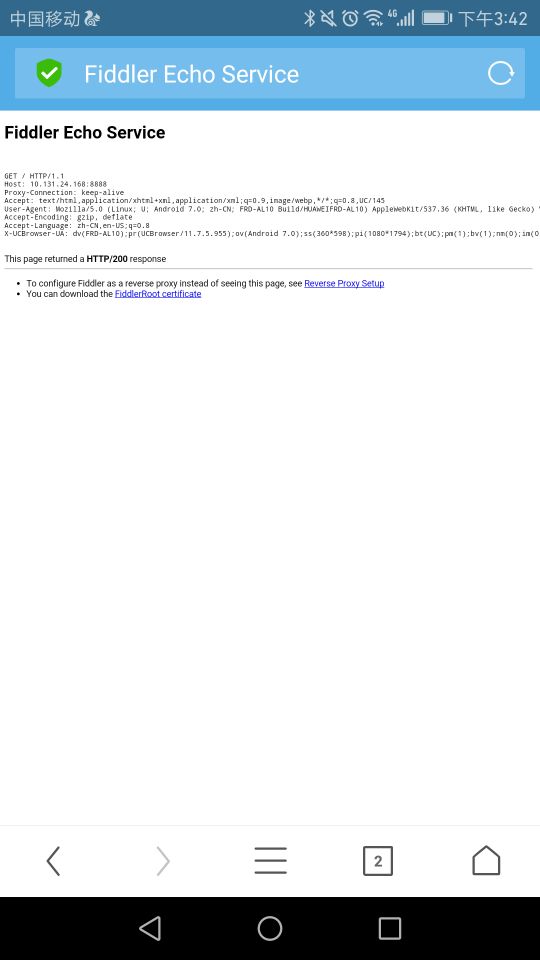 中国移动
4G
下午3:42
Fiddler Echo Service
Fiddler Echo Service
GET / HTTP/1.1
Host: 10.131.24.168:8888
Proxy-Connection: keep-alive
Accept: text/html,application/xhtml+xml,application/xml;q=0.9,image/webp,*/*;q=0.8,UC/145
User-Agent: Mozilla/5.0 (Linux; U; Android 7.0; zh-CN; FRD-AL10 Build/HUAWEIFRD-AL10) AppleWebKit/537.36 (KHTML, like Gecko)
Accept-Encoding: gzip, deflate
Accept-Language: zh-CN,en-US;q=0.8
X-UCBrowser-UA: dv(FRD-AL10);pr(UCBrowser/11.7.5.955);ov(Android 7.0);ss(360*598);pi(1080*1794);bt(UC);pm(1);bv(1);nm(0);im(0
This page returned a HTTP/200 response
• To configure Fiddler as a reverse proxy instead of seeing this page, see Reverse Proxy Setup
• You can download the FiddlerRoot certificate
2